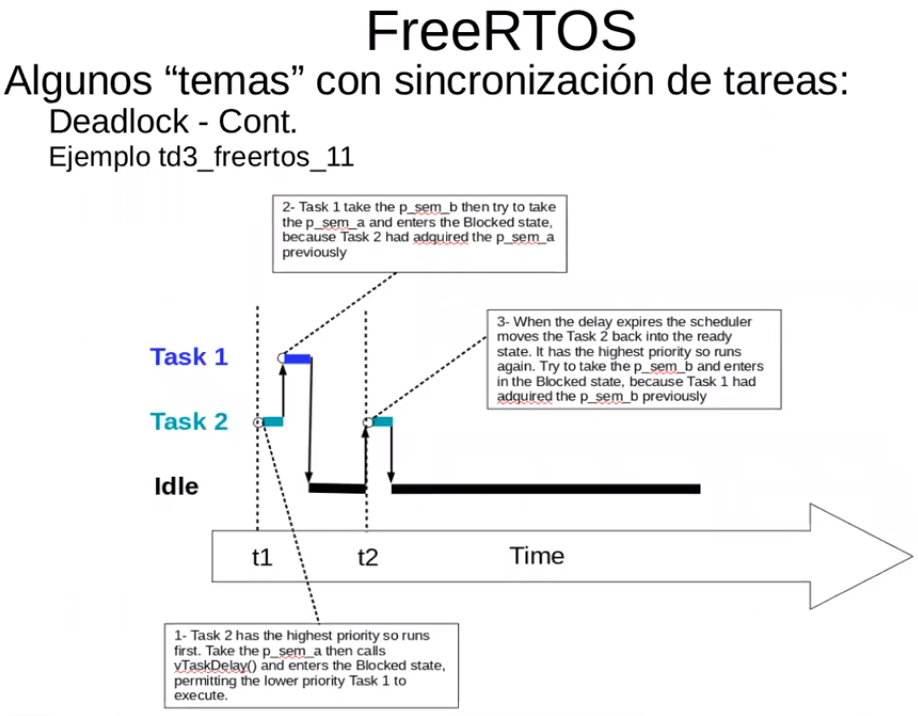 FreeRTOS
Algunos “temas” con sincronización de tareas:
Deadlock - Cont.
Ejemplo td3_freertos_11
2- Task 1 take the p_sem_b then try to take
the p_sem_a and enters the Blocked state,
because Task 2 had adquired the p_sem_a
previously
3- When the delay expires the scheduler
moves the Task 2 back into the ready
state. It has the highest priority so runs
again. Try to take the p_sem_b and enters
in the Blocked state, because Task 1 had
adquired the p_sem_b previously
Task 1
Task 2
Idle
t1
t2
Time
1- Task 2 has the highest priority so runs
first. Take the p_sem_a then calls
vTaskDelay() and enters the Blocked state,
permitting the lower priority Task 1 to
execute.